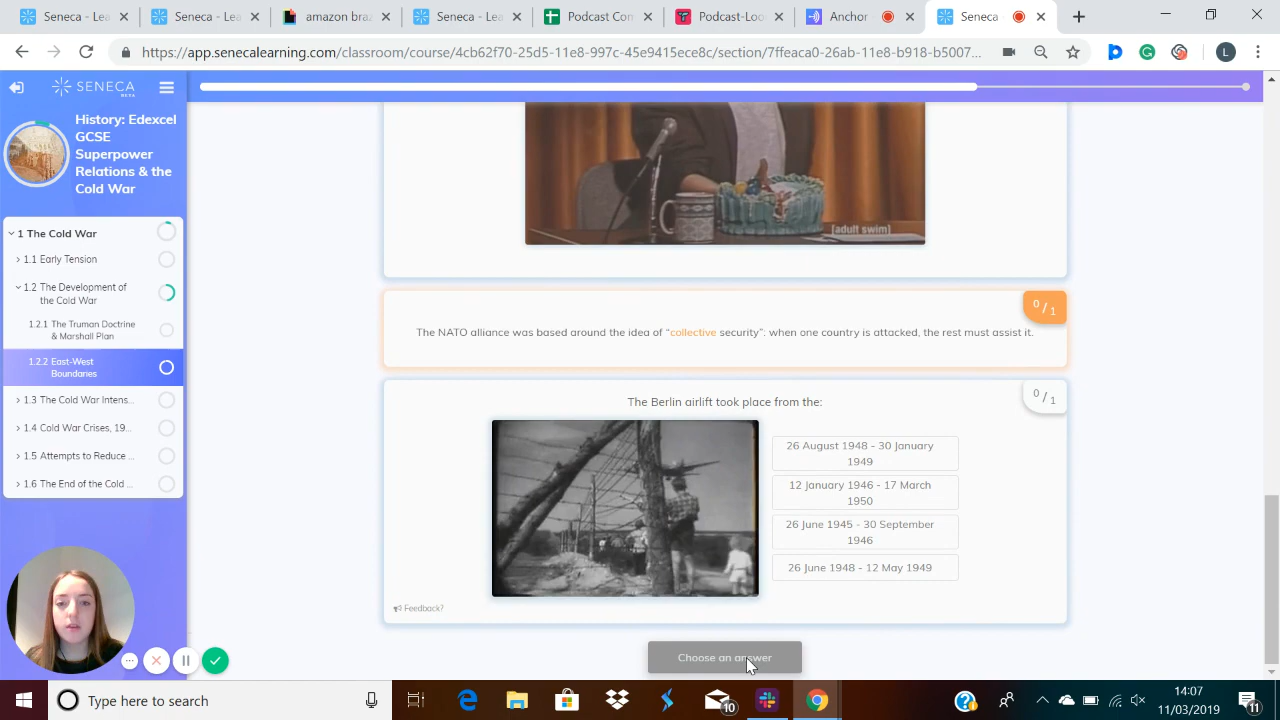 Seneca - Lea
Seneca - Lea
amazon braz
Seneca - Lea
Podcast Con
Podcast-Loo
Anchor
Seneca
https://app.senecalearning.com/classroom/course/4cb62f70-25d5-11e8-997c-45e9415ece8c/section/7ffeaca0-26ab-11e8-b918-b5007...
L
SENECA
BETA
History: Edexcel
GCSE
Superpower
Relations & the
Cold War
1 The Cold War
1.1 Early Tension
1.2 The Development of
the Cold War
1.2.1 The Truman Doctrine
& Marshall Plan
1.2.2 East-West
Boundaries
1.3 The Cold War Intens...
1.4 Cold War Crises, 19...
1.5 Attempts to Reduce ...
1.6 The End of the Cold ...
[adult swim]
0 / 1
The NATO alliance was based around the idea of "collective security": when one country is attacked, the rest must assist it.
0 / 1
The Berlin airlift took place from the:
26 August 1948 - 30 January
1949
12 January 1946 - 17 March
1950
26 June 1945 - 30 September
1946
26 June 1948 - 12 May 1949
Feedback?
Choose an answer
Type here to search
10
14:07
11/03/2019
11